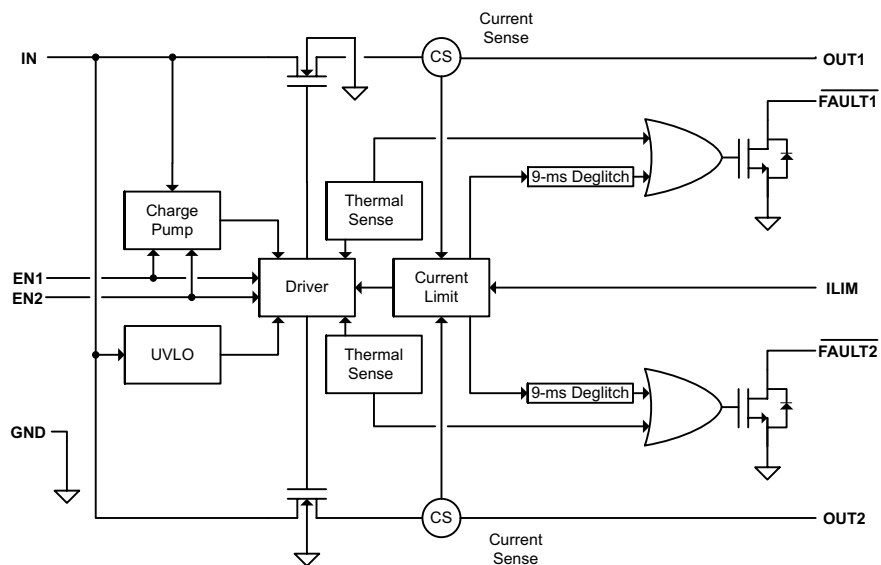 Current
Sense
IN
CS
OUT1
FAULT1
9-ms Deglitch
Thermal
Sense
Charge
Pump
EN1
EN2
Driver
Current
Limit
ILIM
UVLO
Thermal
Sense
FAULT2
9-ms Deglitch
GND
CS
OUT2
Current
Sense